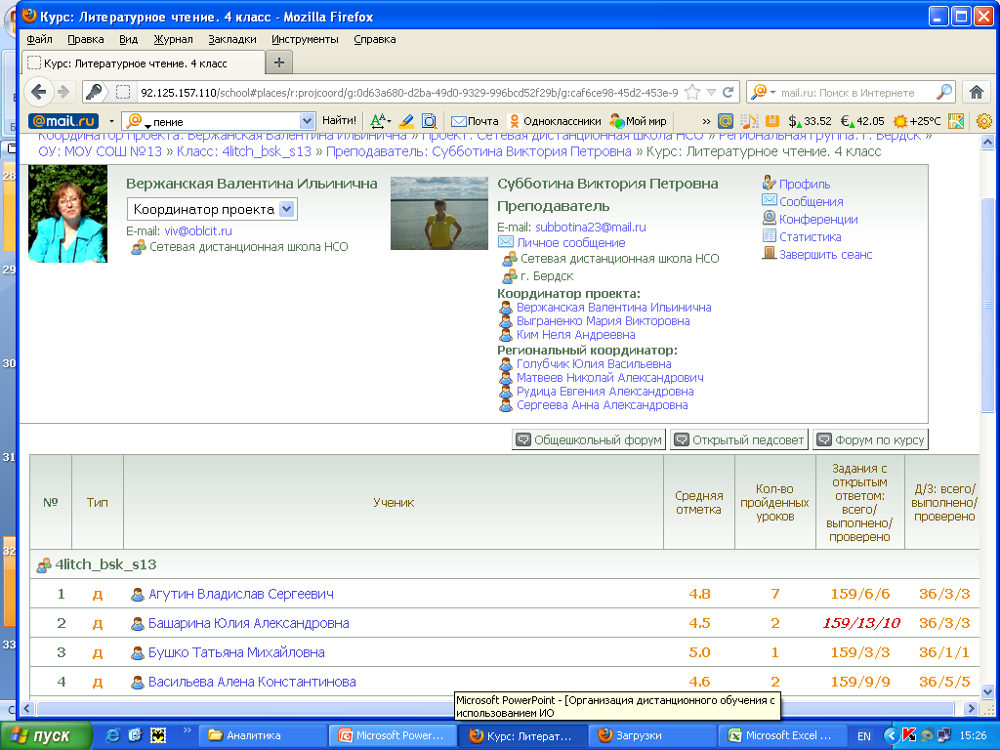 Курс: Литературное чтение. 4 класс - Mozilla Firefox
Файл Правка Вид Журнал Закладки Инструменты Справка
Курс: Литературное чтение. 4 класс
92.125.157.110/school#places/r:projcoord/g:0d63a680-d2ba-49d0-9329-996bcd52f29b/g:caf6ce98-45d2-453e-9
mail.ru: Поиск в Интернете
@mail.ru пение Найти! Почта Одноклассники Мой мир » $ 33.52 € 42.05 +25°C
Координатор проекта: Вержанская Валентина Ильинична » Проект: Сетевая дистанционная школа НСО » Региональная группа: г. Бердск »
ОУ: МОУ СОШ №13 » Класс: 4litch_bsk_s13 » Преподаватель: Субботина Виктория Петровна » Курс: Литературное чтение. 4 класс
Вержанская Валентина Ильинична
Координатор проекта
E-mail: viv@oblcit.ru
Сетевая дистанционная школа НСО
Субботина Виктория Петровна
Преподаватель
E-mail: subbotina23@mail.ru
Личное сообщение
Сетевая дистанционная школа НСО
г. Бердск
Координатор проекта:
Вержанская Валентина Ильинична
Выграненко Мария Викторовна
Ким Неля Андреевна
Региональный координатор:
Голубчик Юлия Васильевна
Матвеев Николай Александрович
Рудица Евгения Александровна
Сергеева Анна Александровна
Профиль
Сообщения
Конференции
Статистика
Завершить сеанс
Общешкольный форум Открытый педсовет Форум по курсу
№
Тип
Ученик
Средняя
отметка
Кол-во
пройденных
уроков
Задания с
открытым
ответом:
всего/
выполнено/
проверено
Д/З: всего/
выполнено/
проверено
4litch_bsk_s13
1 д Агутин Владислав Сергеевич 4.8 7 159/6/6 36/3/3
2 д Башарина Юлия Александровна 4.5 2 159/13/10 36/3/3
3 д Бушко Татьяна Михайловна 5.0 1 159/3/3 36/1/1
4 д Васильева Алена Константинова 4.6 2 159/9/9 36/5/5
Microsoft PowerPoint - [Организация дистанционного обучения с
использованием ИО
28
29
30
31
32
33
пуск » Аналитика Microsoft Power... Курс: Литерат... Загрузки Microsoft Excel ... EN 15:26